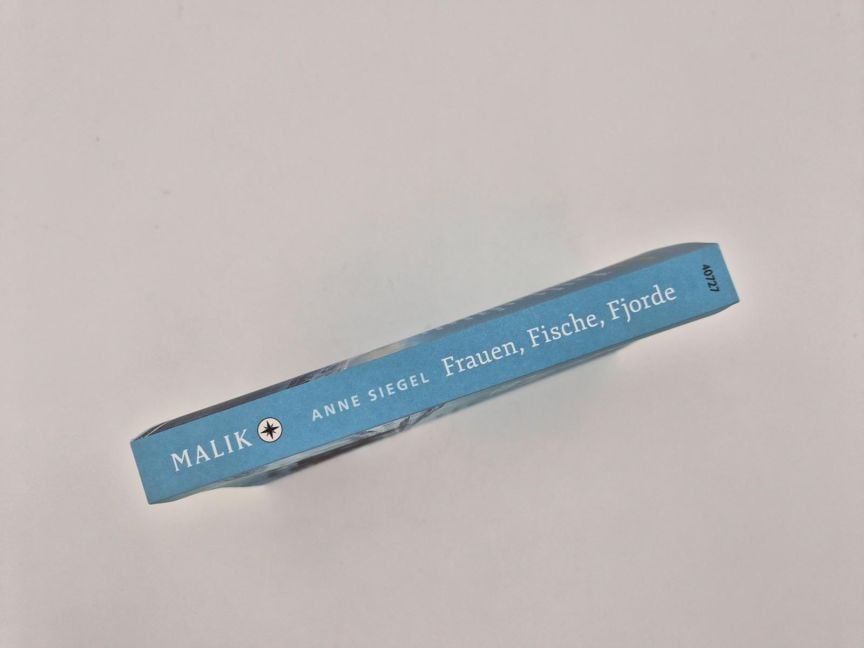 MALIK ANNE SIEGEL Frauen, Fische, Fjorde
40727